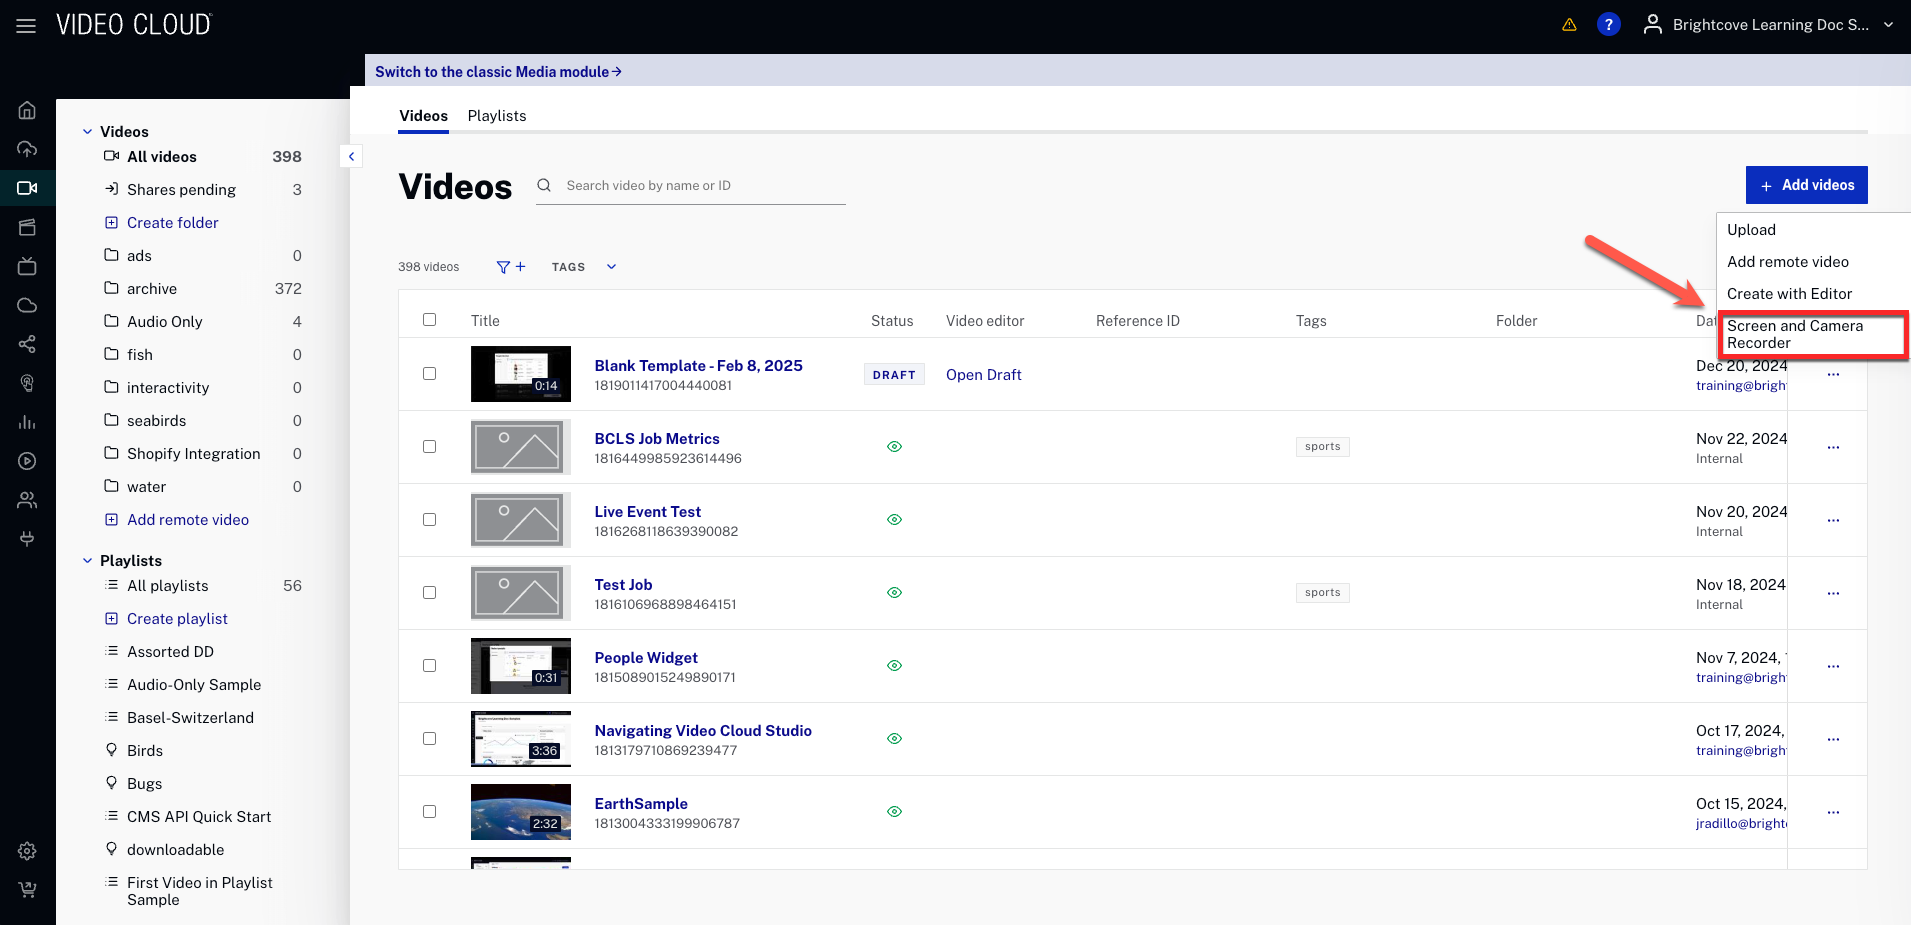 VIDEO CLOUD
?
Brightcove Learning Doc S...
Switch to the classic Media module
Videos
All videos 398
Shares pending 3
Create folder
ads 0
archive 372
Audio Only 4
fish 0
interactivity 0
seabirds 0
Shopify Integration 0
water 0
Add remote video
Playlists
All playlists 56
Create playlist
Assorted DD
Audio-Only Sample
Basel-Switzerland
Birds
Bugs
CMS API Quick Start
downloadable
First Video in Playlist
Sample
Videos Playlists
Videos
Search video by name or ID
+ Add videos
Upload
Add remote video
Create with Editor
Screen and Camera
Recorder
398 videos
TAGS
Title Status Video editor Reference ID Tags Folder Dat
0:14
Blank Template - Feb 8, 2025
1819011417004440081
DRAFT
Open Draft
Dec 20, 2024
training@bright
BCLS Job Metrics
1816449985923614496
sports
Nov 22, 2024
Internal
Live Event Test
1816268118639390082
Nov 20, 2024
Internal
Test Job
1816106968898464151
sports
Nov 18, 2024
Internal
0:31
People Widget
1815089015249890171
Nov 7, 2024,
training@bright
3:36
Navigating Video Cloud Studio
1813179710869239477
Oct 17, 2024,
training@bright
2:32
EarthSample
1813004333199906787
Oct 15, 2024,
jradillo@brightc